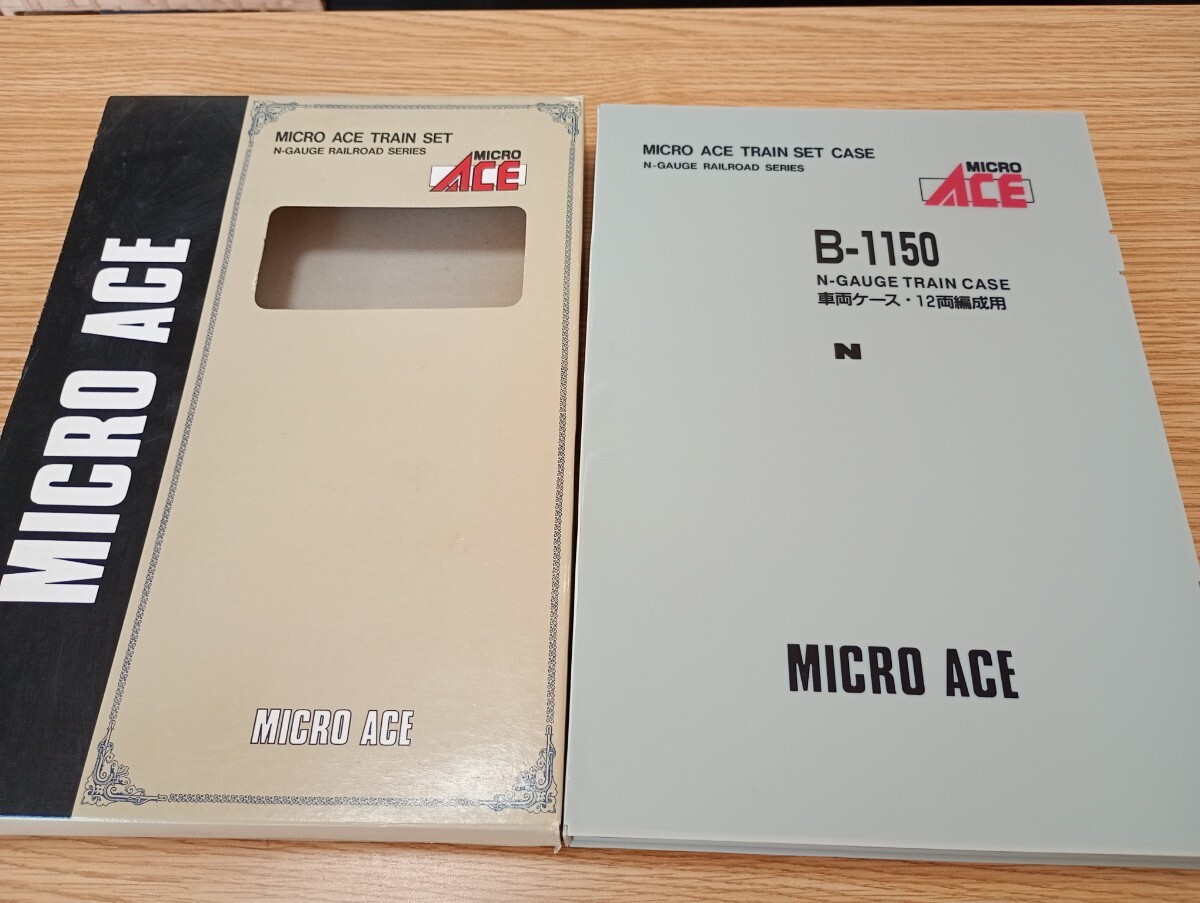 MICRO ACE
MICRO ACE TRAIN SET
N-GAUGE RAILROAD SERIES
MICRO
ACE
MICRO ACE
MICRO ACE TRAIN SET CASE
N-GAUGE RAILROAD SERIES
MICRO
ACE
B-1150
N-GAUGE TRAIN CASE
車両ケース・12両編成用
N
MICRO ACE